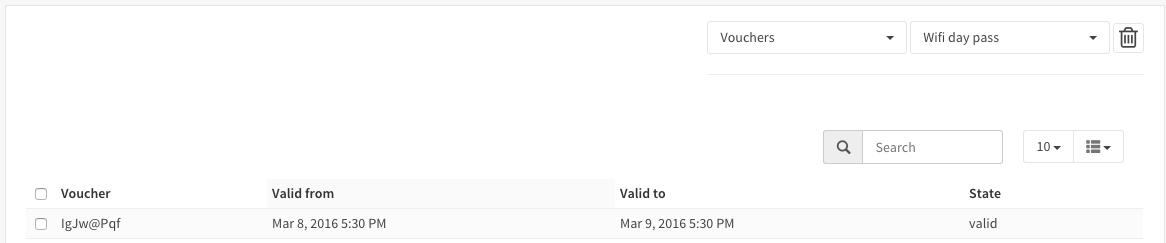 Vouchers Wifi day pass
Search 10
Voucher Valid from Valid to State
IgJw@Pqf Mar 8, 2016 5:30 PM Mar 9, 2016 5:30 PM valid